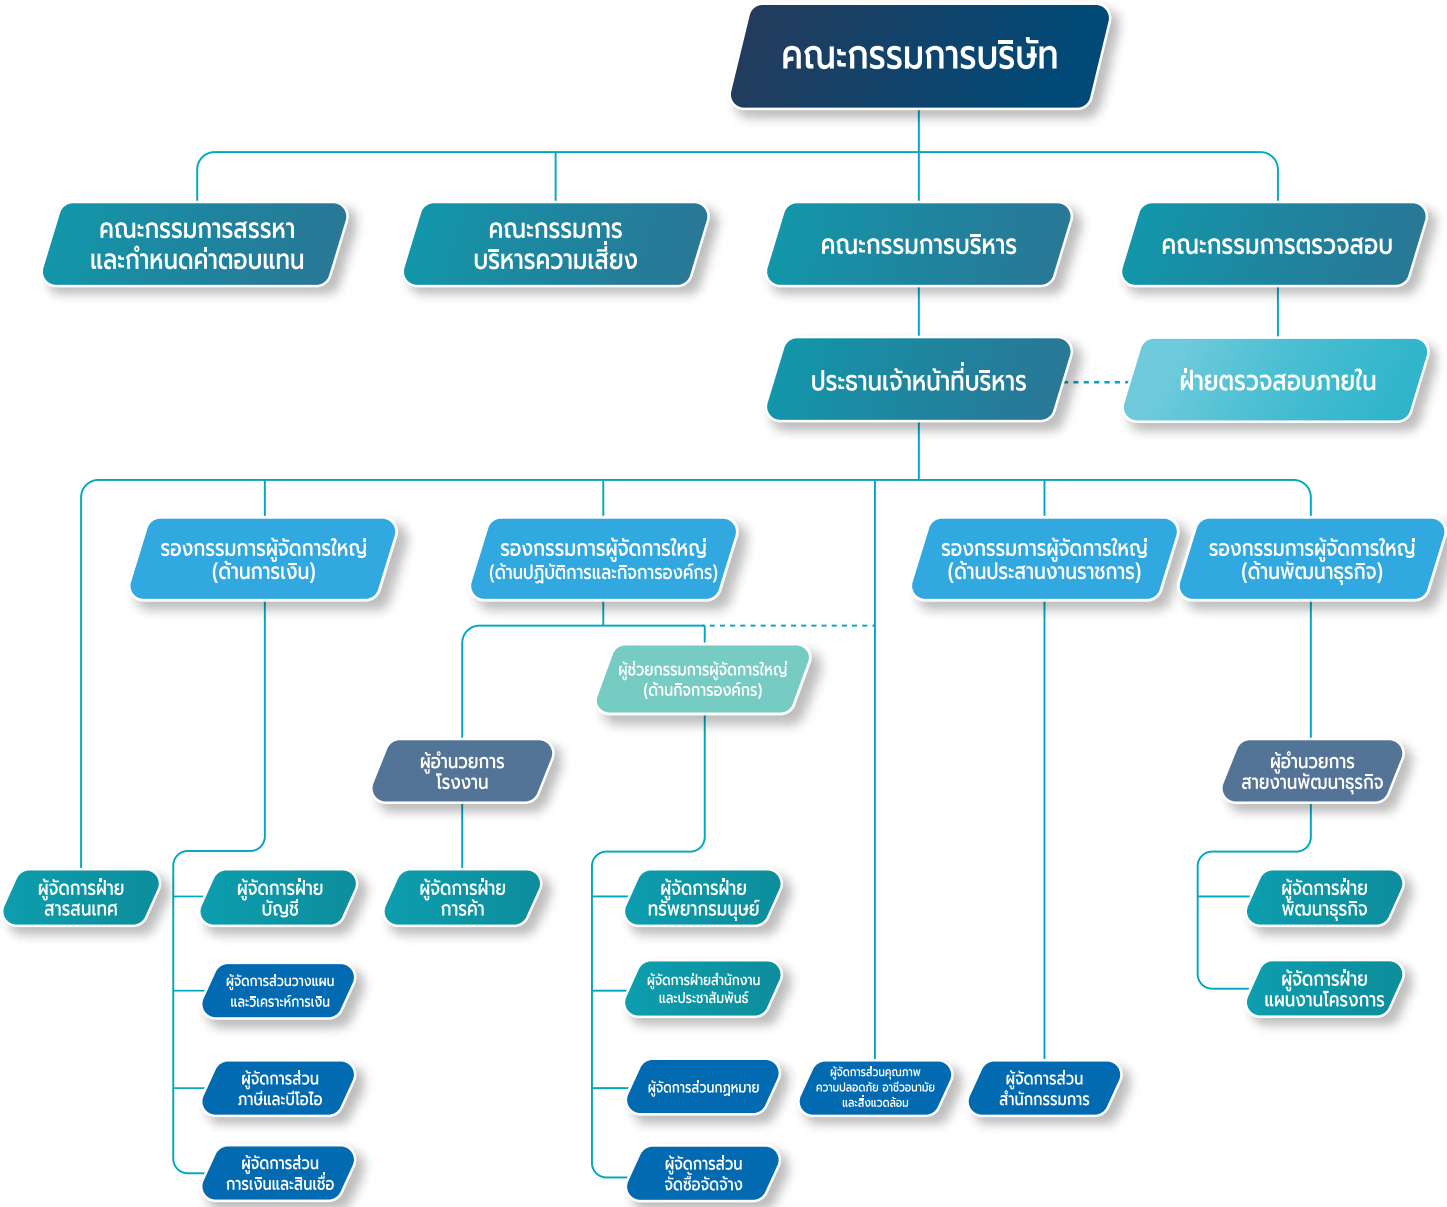 คณะกรรมการบริษัท
คณะกรรมการสรรหา
และกำหนดค่าตอบแทน
คณะกรรมการ
บริหารความเสี่ยง
คณะกรรมการบริหาร
คณะกรรมการตรวจสอบ
ประธานเจ้าหน้าที่บริหาร
ฝ่ายตรวจสอบภายใน
รองกรรมการผู้จัดการใหญ่
(ด้านการเงิน)
รองกรรมการผู้จัดการใหญ่
(ด้านปฏิบัติการและกิจการองค์กร)
รองกรรมการผู้จัดการใหญ่
(ด้านประสานงานราชการ)
รองกรรมการผู้จัดการใหญ่
(ด้านพัฒนาธุรกิจ)
ผู้ช่วยกรรมการผู้จัดการใหญ่
(ด้านกิจการองค์กร)
ผู้อำนวยการ
โรงงาน
ผู้อำนวยการ
สายงานพัฒนาธุรกิจ
ผู้จัดการฝ่าย
สารสนเทศ
ผู้จัดการฝ่าย
บัญชี
ผู้จัดการฝ่าย
การค้า
ผู้จัดการฝ่าย
ทรัพยากรมนุษย์
ผู้จัดการฝ่าย
พัฒนาธุรกิจ
ผู้จัดการส่วนวางแผน
และวิเคราะห์การเงิน
ผู้จัดการฝ่ายสำนักงาน
และประชาสัมพันธ์
ผู้จัดการฝ่าย
แผนงานโครงการ
ผู้จัดการส่วน
ภาษีและบีโอไอ
ผู้จัดการส่วนกฎหมาย
ผู้จัดการส่วนคุณภาพ
ความปลอดภัย อาชีวอนามัย
และสิ่งแวดล้อม
ผู้จัดการส่วน
สำนักกรรมการ
ผู้จัดการส่วน
การเงินและสินเชื่อ
ผู้จัดการส่วน
จัดซื้อจัดจ้าง